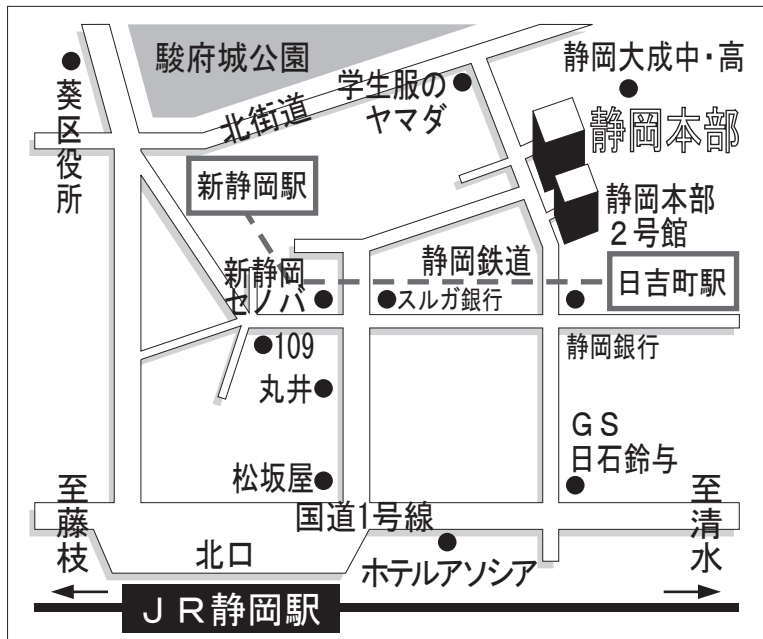 駿府城公園
葵区役所
北街道
学生服の
ヤマダ
静岡大成中・高
静岡本部
静岡本部
２号館
新静岡駅
新静岡
セノバ
静岡鉄道
スルガ銀行
日吉町駅
静岡銀行
109
丸井
松坂屋
ＧＳ
日石鈴与
至藤枝
国道1号線
至清水
北口
ホテルアソシア
ＪＲ静岡駅